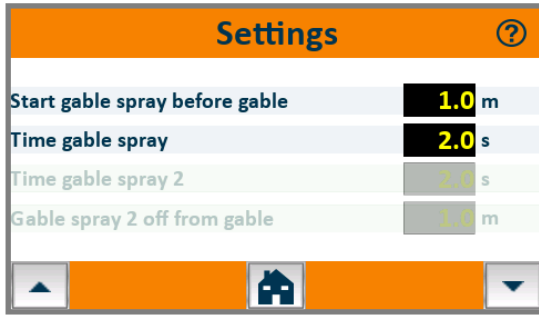 Settings
?
Start gable spray before gable 1.0 m
Time gable spray 2.0 s
Time gable spray 2 2.0 s
Gable spray 2 off from gable 1.0 m